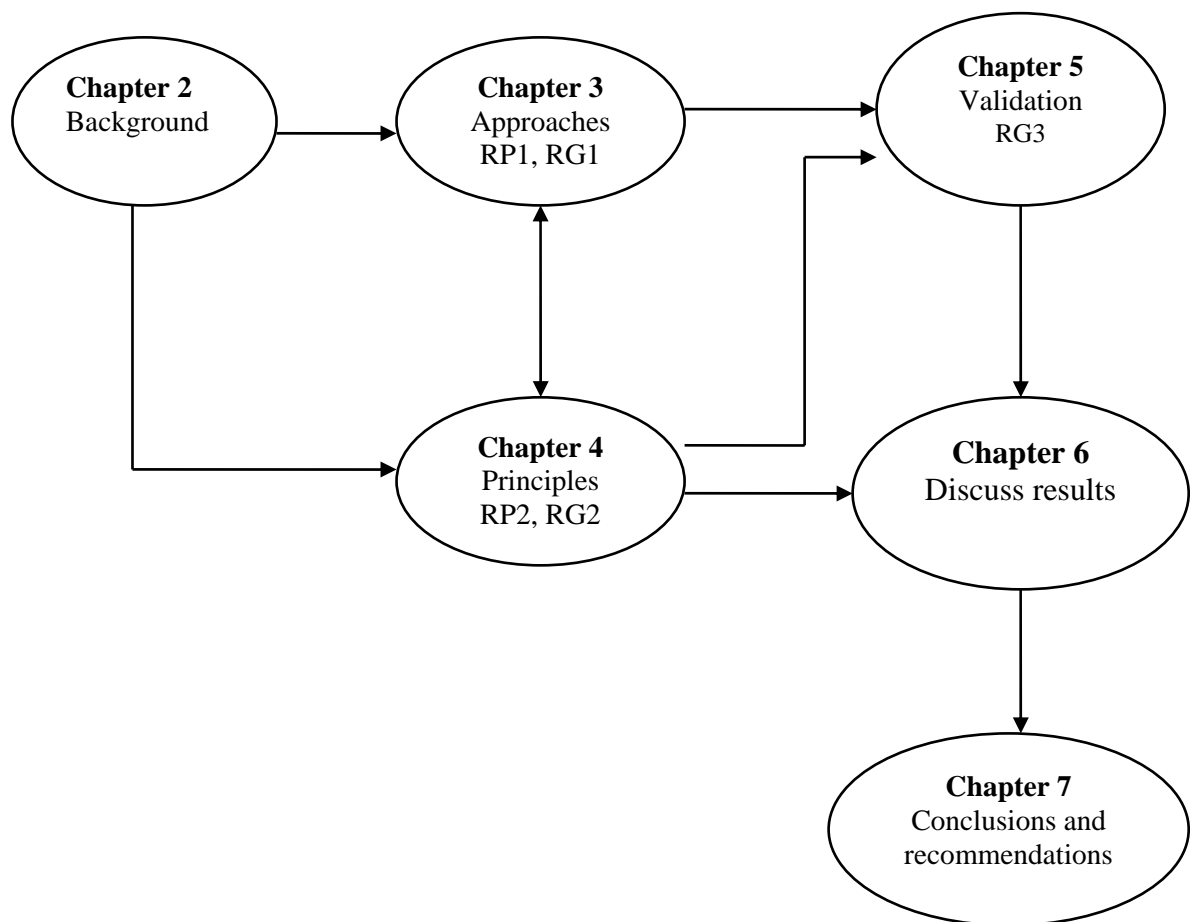 Chapter 2
Background
Chapter 3
Approaches
RP1, RG1
Chapter 5
Validation
RG3
Chapter 4
Principles
RP2, RG2
Chapter 6
Discuss results
Chapter 7
Conclusions and
recommendations